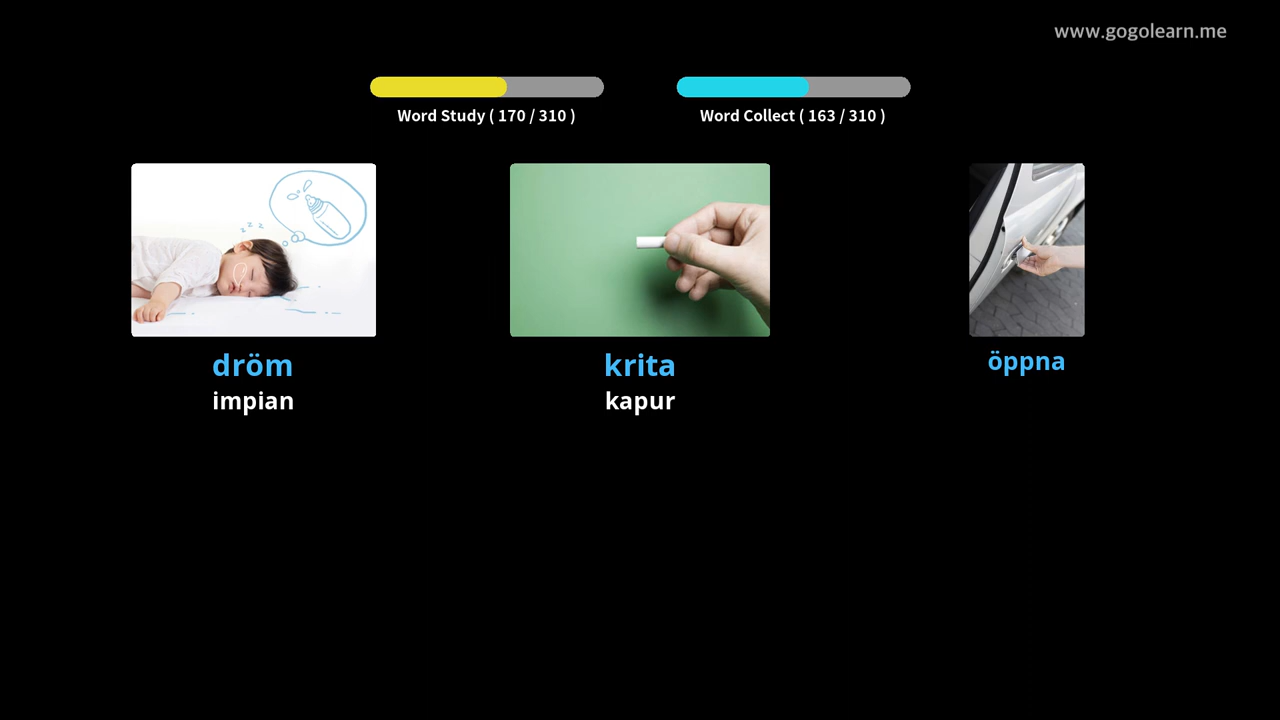 www.gogolearn.me
Word Study ( 170 / 310 )
Word Collect ( 163 / 310 )
dröm
impian
krita
kapur
öppna